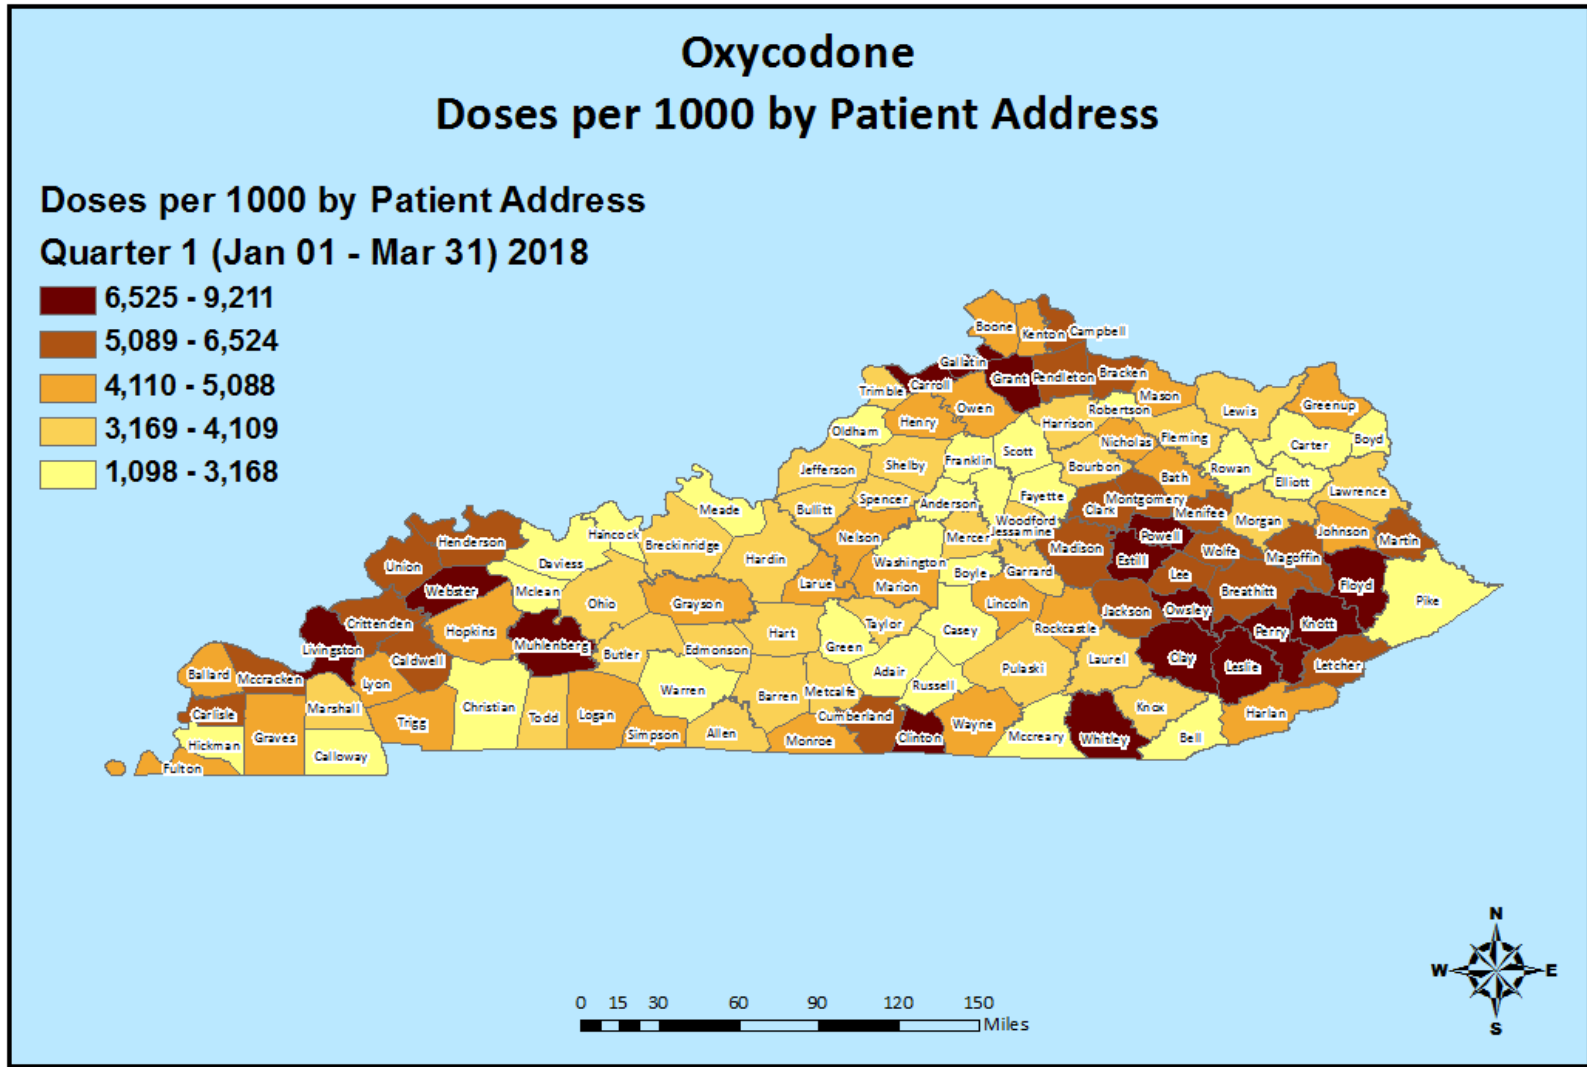 Oxycodone
Doses per 1000 by Patient Address
Doses per 1000 by Patient Address
Quarter 1 (Jan 01 - Mar 31) 2018
6,525 - 9,211
5,089 - 6,524
4,110 - 5,088
3,169 - 4,109
1,098 - 3,168
Boone
Kenton
Campbell
Gallatin
Carroll
Grant
Pendleton
Bracken
Trimble
Mason
Owen
Robertson
Lewis
Greenup
Henry
Harrison
Oldham
Nicholas
Fleming
Carter
Boyd
Scott
Franklin
Jefferson
Shelby
Bourbon
Rowan
Bath
Elliott
Lawrence
Spencer
Anderson
Fayette
Montgomery
Clark
Menifee
Meade
Bullitt
Woodford
Morgan
Jessamine
Hancock
Henderson
Breckinridge
Nelson
Mercer
Madison
Powell
Johnson
Martin
Union
Daviess
Hardin
Washington
Boyle
Garrard
Estill
Wolfe
Magoffin
Webster
Mclean
Larue
Marion
Lee
Floyd
Ohio
Grayson
Lincoln
Breathitt
Pike
Crittenden
Hopkins
Muhlenberg
Hart
Taylor
Casey
Rockcastle
Jackson
Owsley
Perry
Knott
Livingston
Caldwell
Butler
Edmonson
Green
Laurel
Clay
Leslie
Letcher
Ballard
Mccracken
Lyon
Warren
Adair
Pulaski
Russell
Carlisle
Marshall
Christian
Todd
Logan
Barren
Metcalfe
Knox
Cumberland
Trigg
Hickman
Graves
Simpson
Allen
Monroe
Clinton
Wayne
Mccreary
Whitley
Bell
Harlan
Calloway
Fulton
N
W E
S
0 15 30 60 90 120 150
Miles